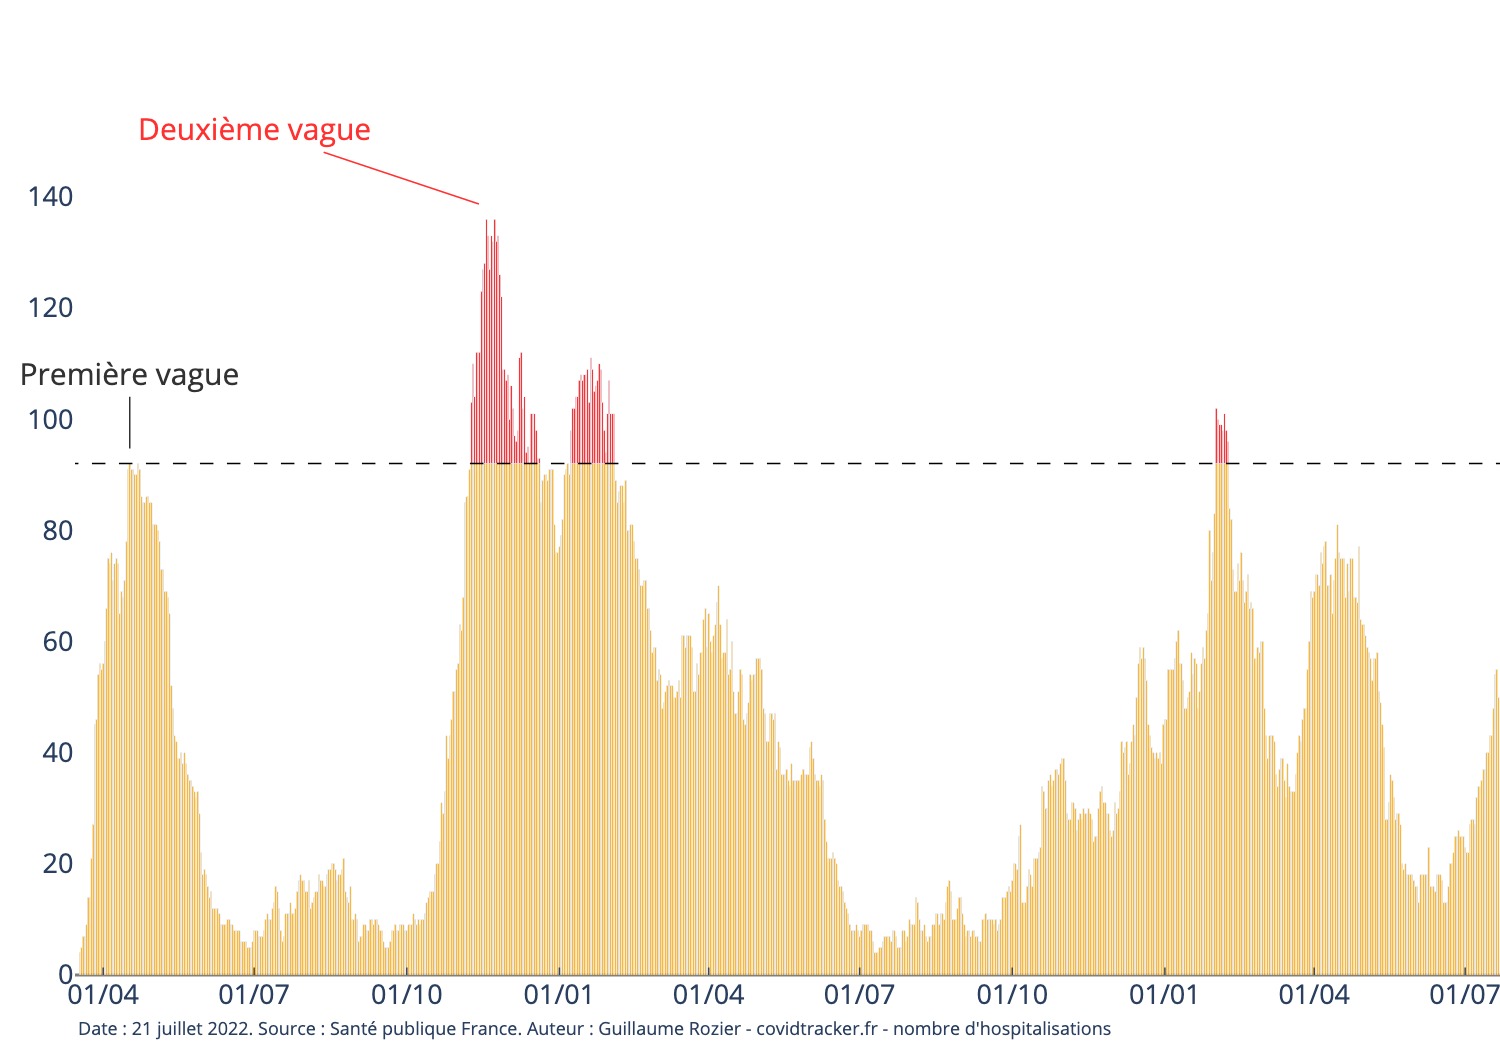 Deuxième vague
140
120
Première vague
100
80
60
40
20
0
01/04 01/07 01/10 01/01 01/04 01/07 01/10 01/01 01/04 01/07
Date : 21 juillet 2022. Source : Santé publique France. Auteur : Guillaume Rozier - covidtracker.fr - nombre d'hospitalisations